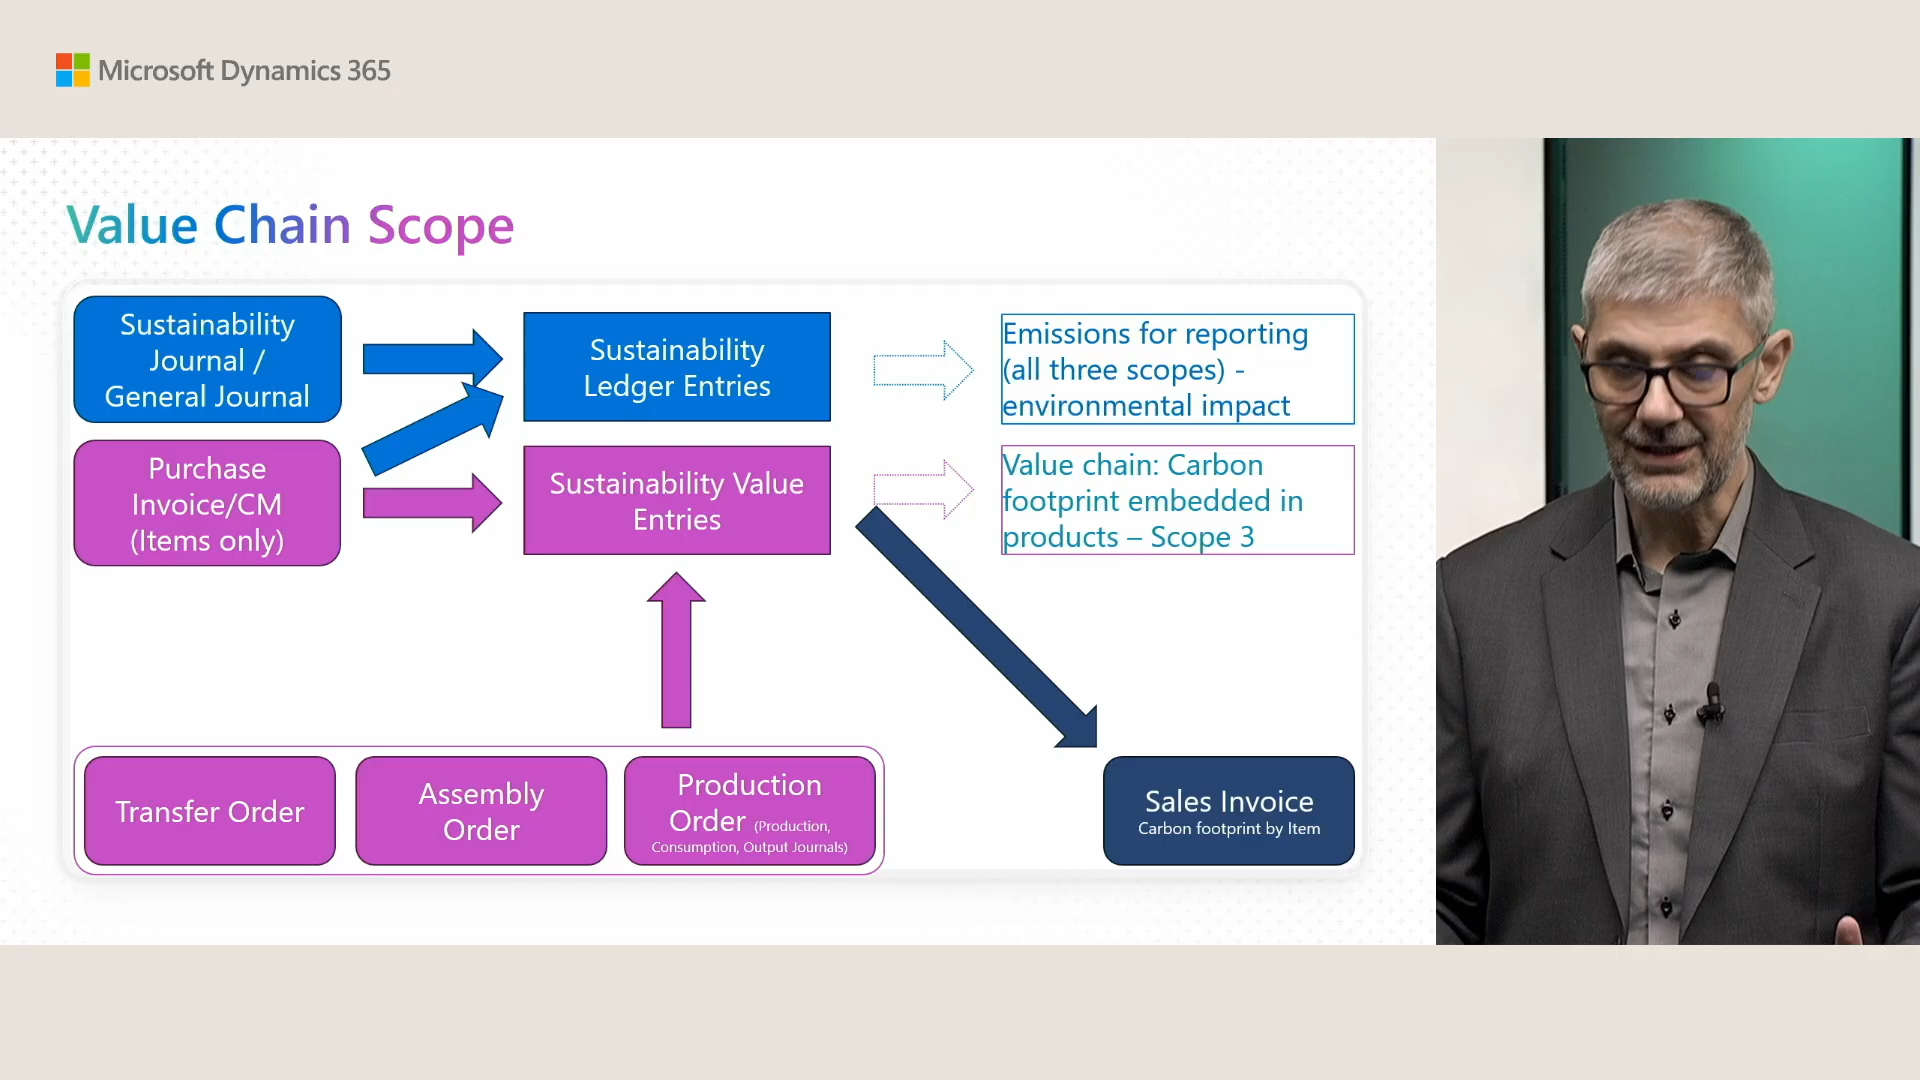 Microsoft Dynamics 365
Value Chain Scope
Sustainability
Journal /
General Journal
Sustainability
Ledger Entries
Emissions for reporting
(all three scopes) -
environmental impact
Purchase
Invoice/CM
(Items only)
Sustainability Value
Entries
Value chain: Carbon
footprint embedded in
products – Scope 3
Transfer Order
Assembly
Order
Production
Order (Production,
Consumption, Output Journals)
Sales Invoice
Carbon footprint by Item